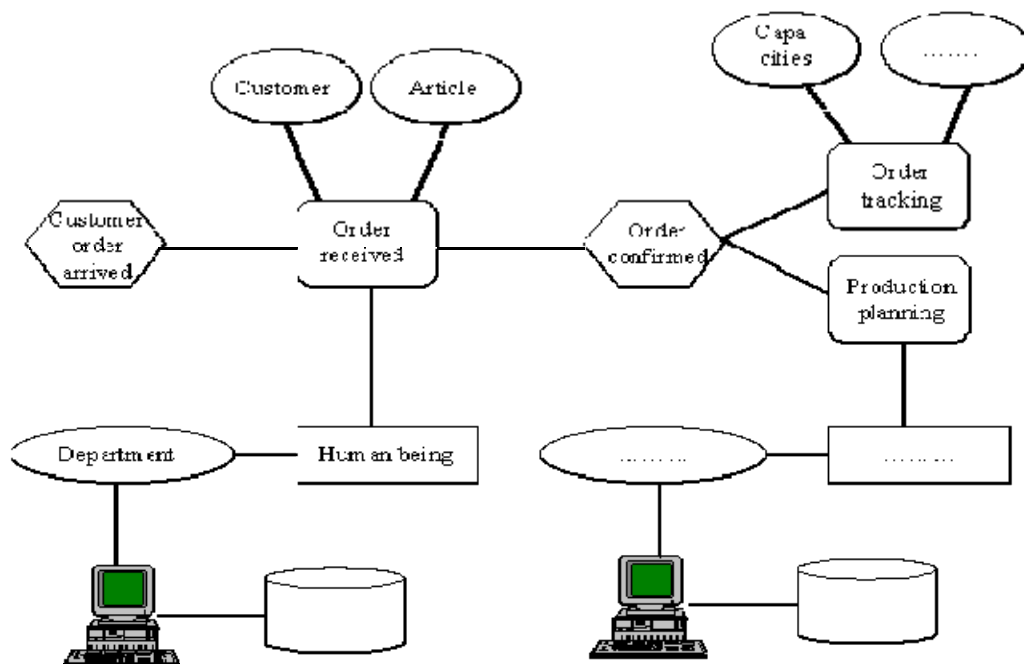 Capa
cities
.......
Customer
Article
Order
tracking
Customer
order
arrived
Order
received
Order
confirmed
Production
planning
Department
Human being
.........
.........